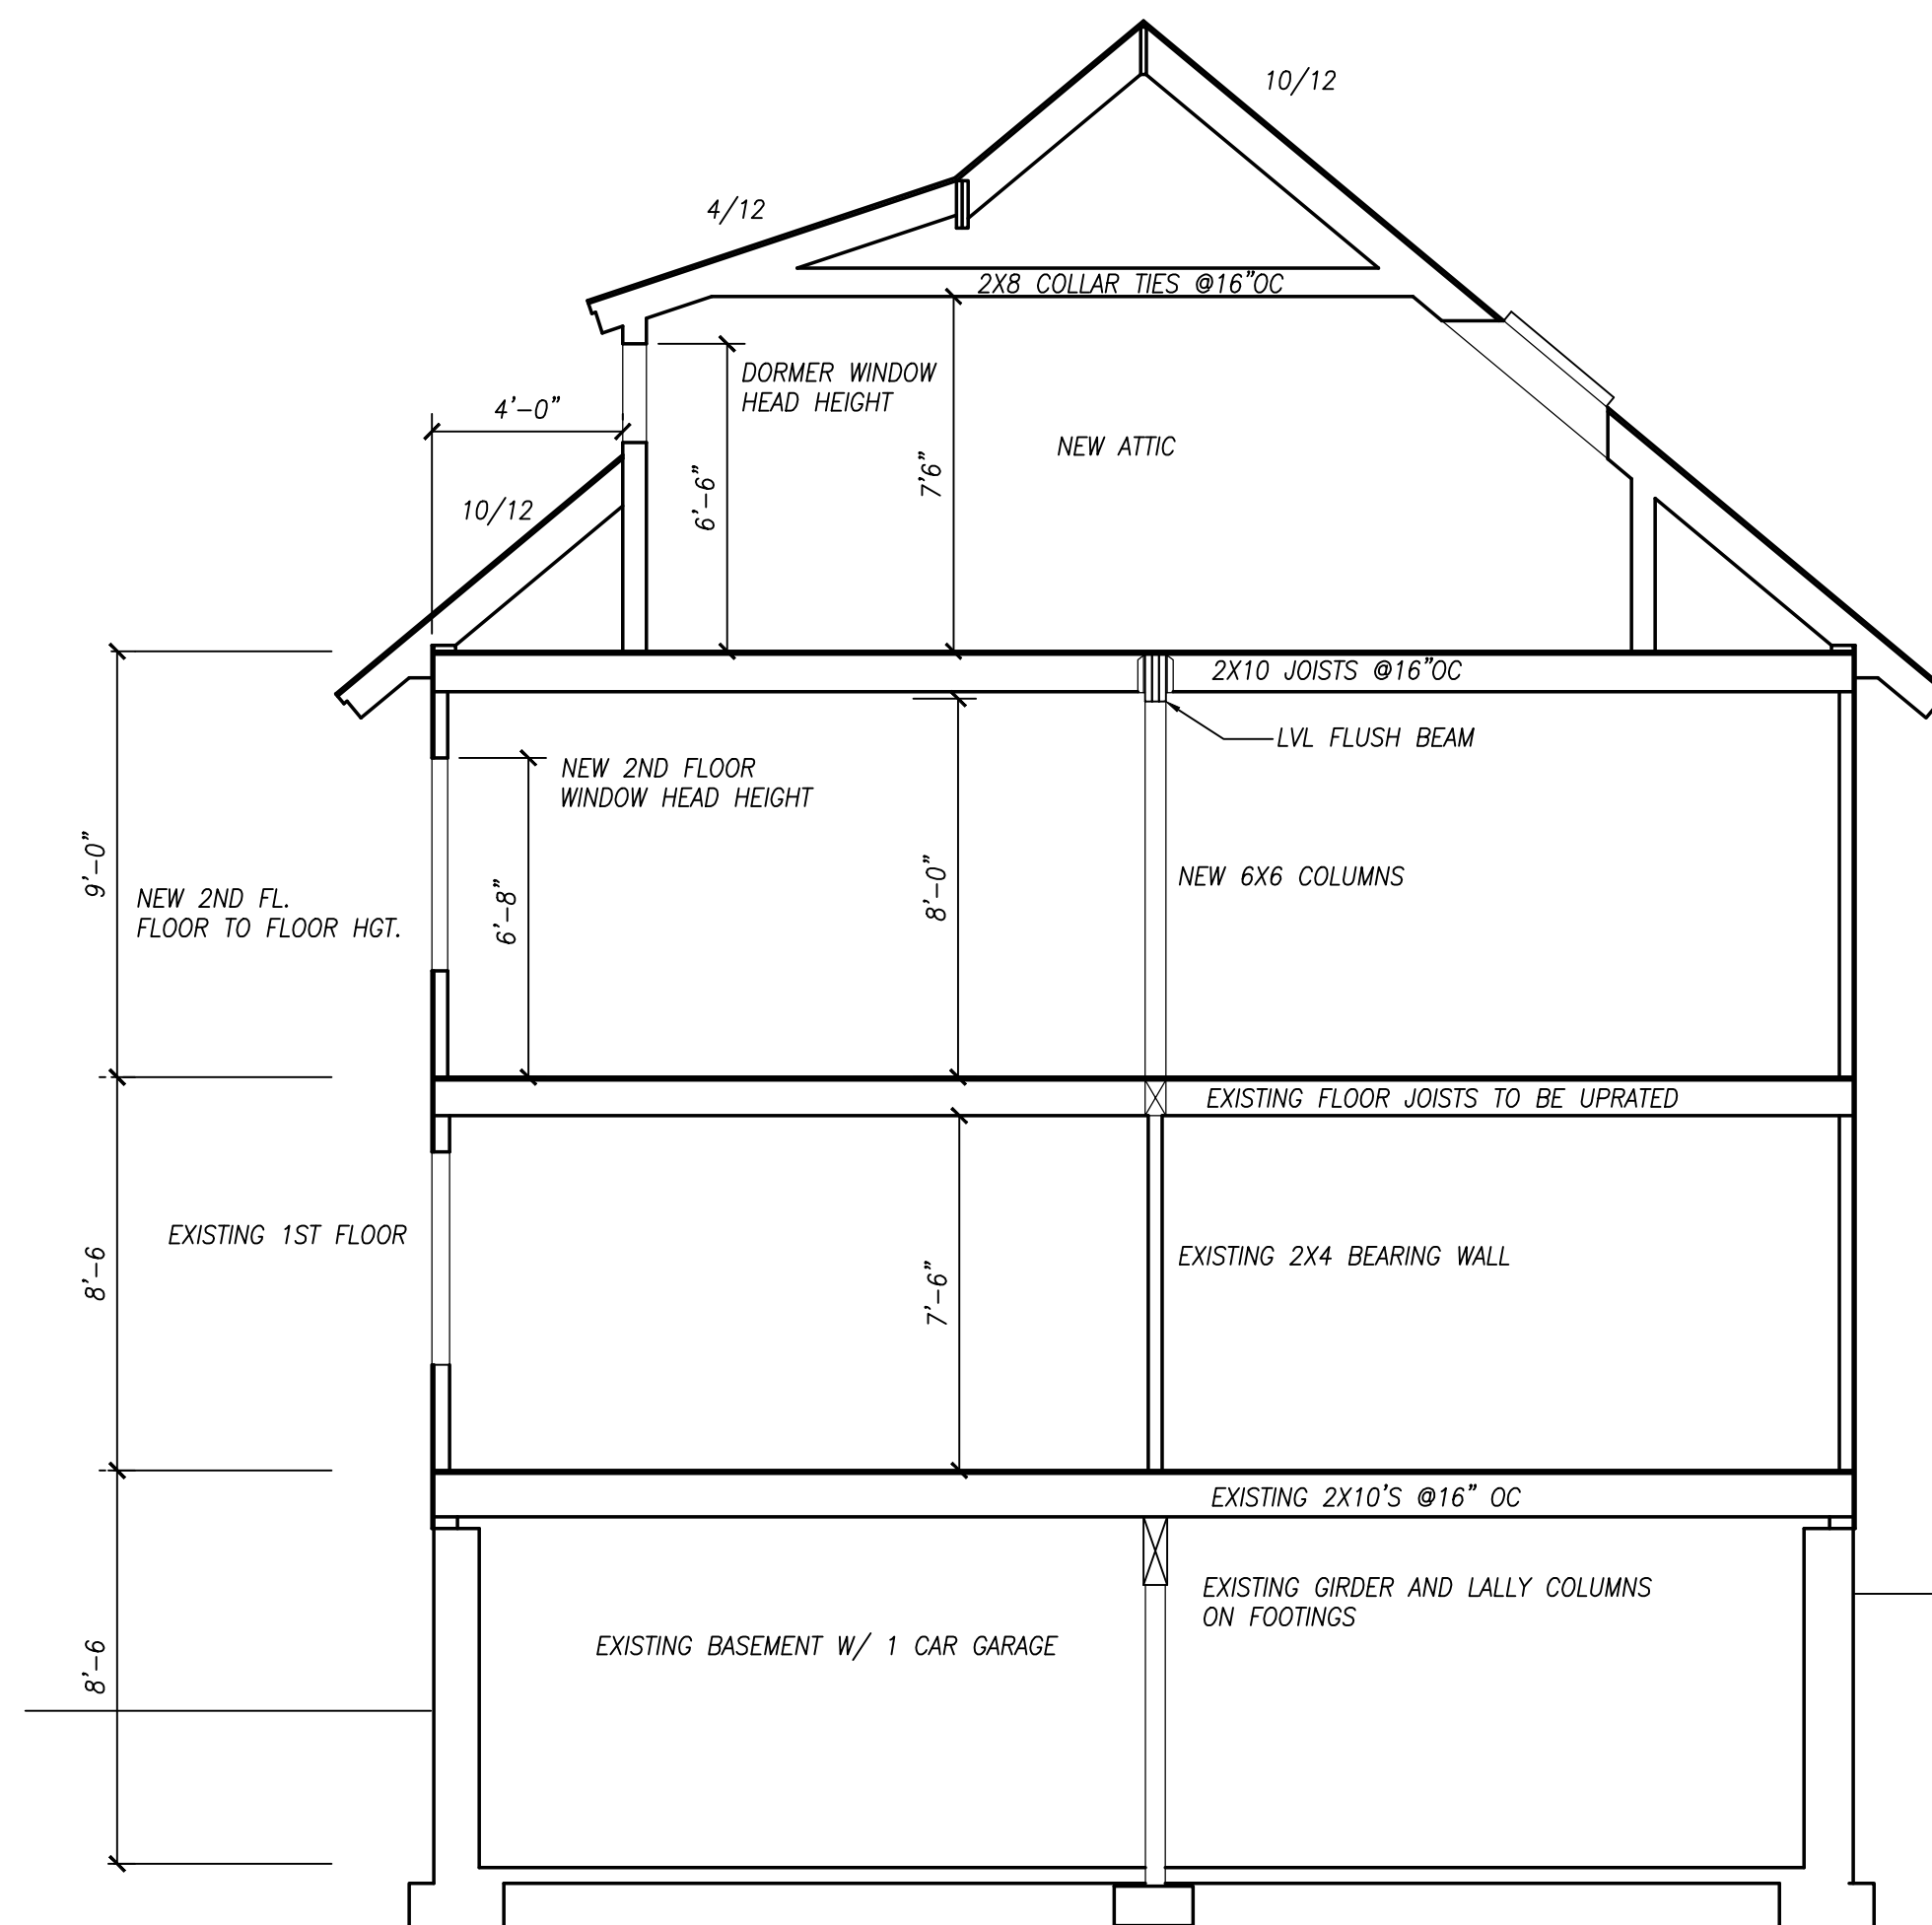 10/12
4/12
2X8 COLLAR TIES @16"OC
DORMER WINDOW
HEAD HEIGHT
4'-0"
NEW ATTIC
7'6"
6'-6"
10/12
2X10 JOISTS @16"OC
LVL FLUSH BEAM
NEW 2ND FLOOR
WINDOW HEAD HEIGHT
9'-0"
NEW 2ND FL.
FLOOR TO FLOOR HGT.
6'-8"
8'-0"
NEW 6X6 COLUMNS
EXISTING FLOOR JOISTS TO BE UPRATED
EXISTING 1ST FLOOR
8'-6
7'-6"
EXISTING 2X4 BEARING WALL
EXISTING 2X10'S @16" OC
EXISTING GIRDER AND LALLY COLUMNS
ON FOOTINGS
EXISTING BASEMENT W/ 1 CAR GARAGE
8'-6